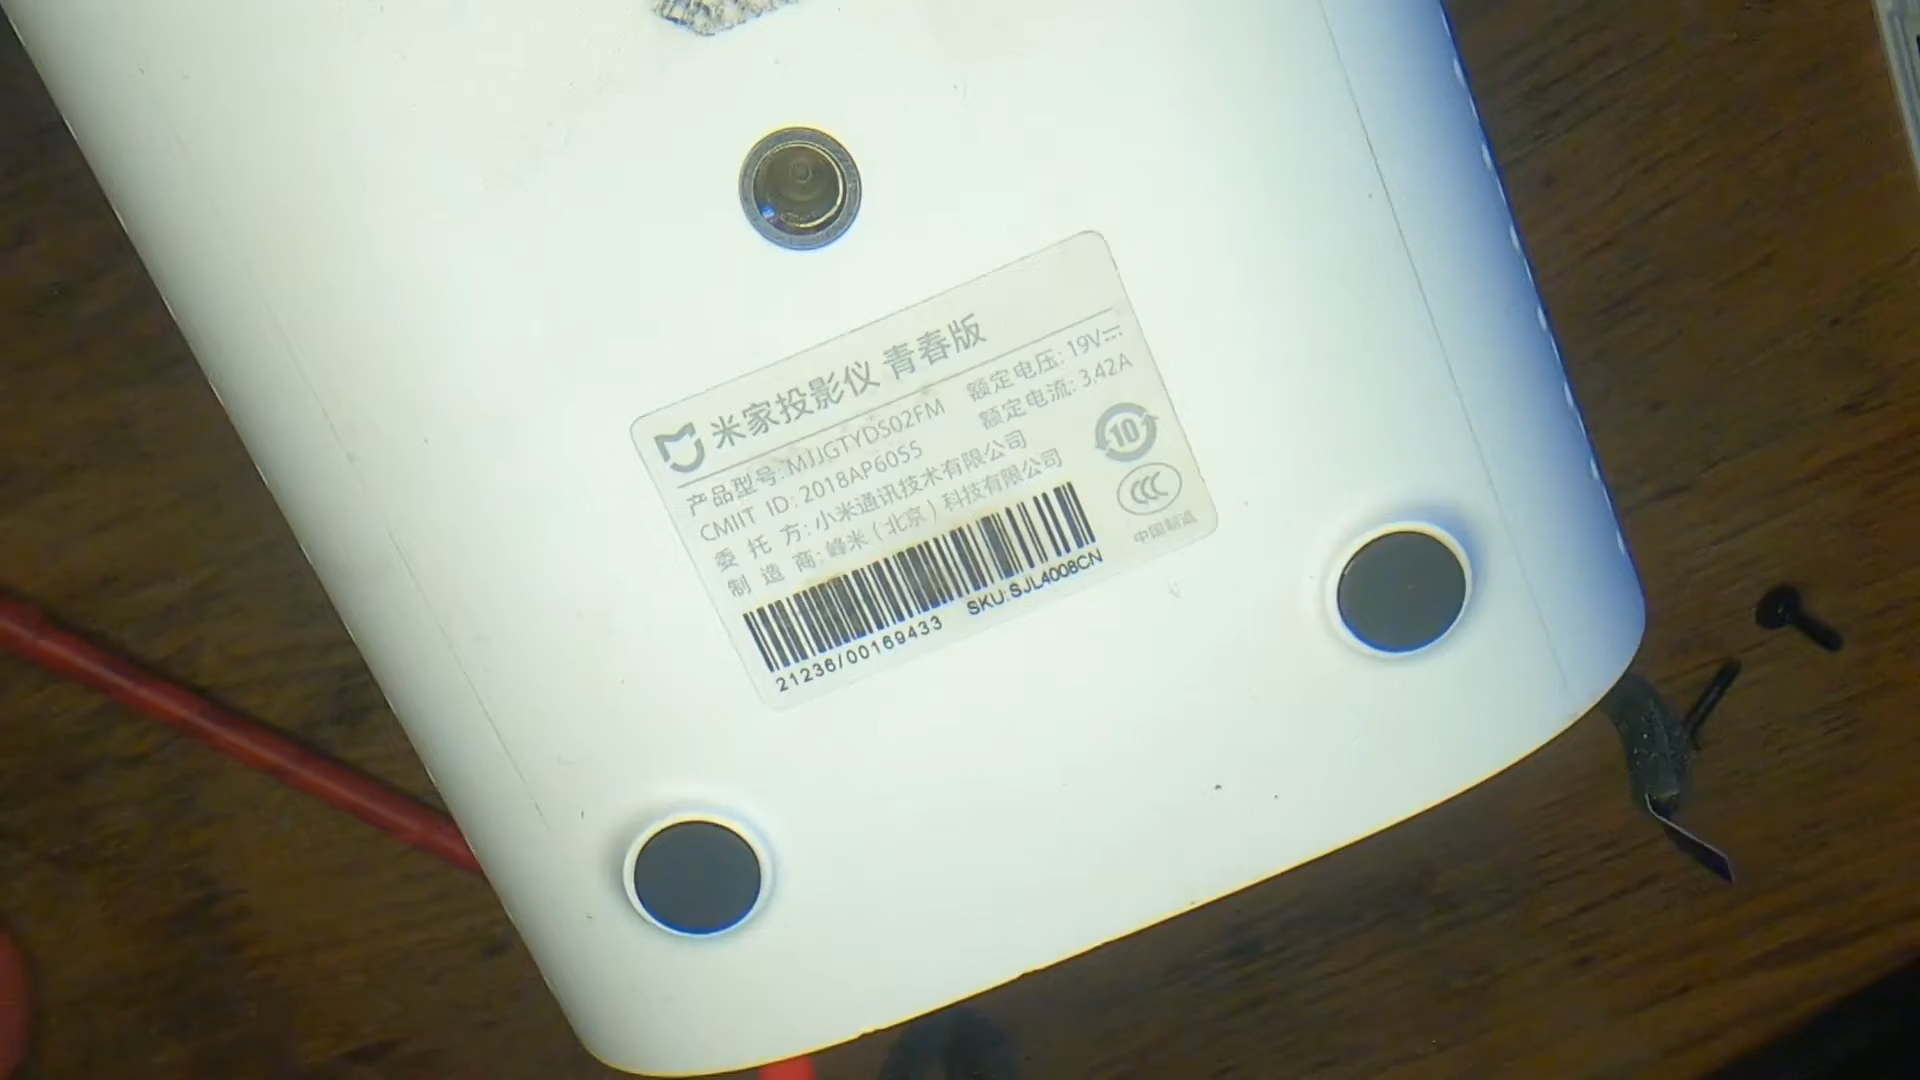 米家投影仪 青春版
产品型号: MJJGTYDS02FM 额定电压: 19V⎓
CMIIT ID: 2018AP6055 额定电流: 3.42A
委托方: 小米通讯技术有限公司
制造商: 峰米(北京)科技有限公司
10
CCC
中国制造
21236/00169433 SKU:SJL4008CN